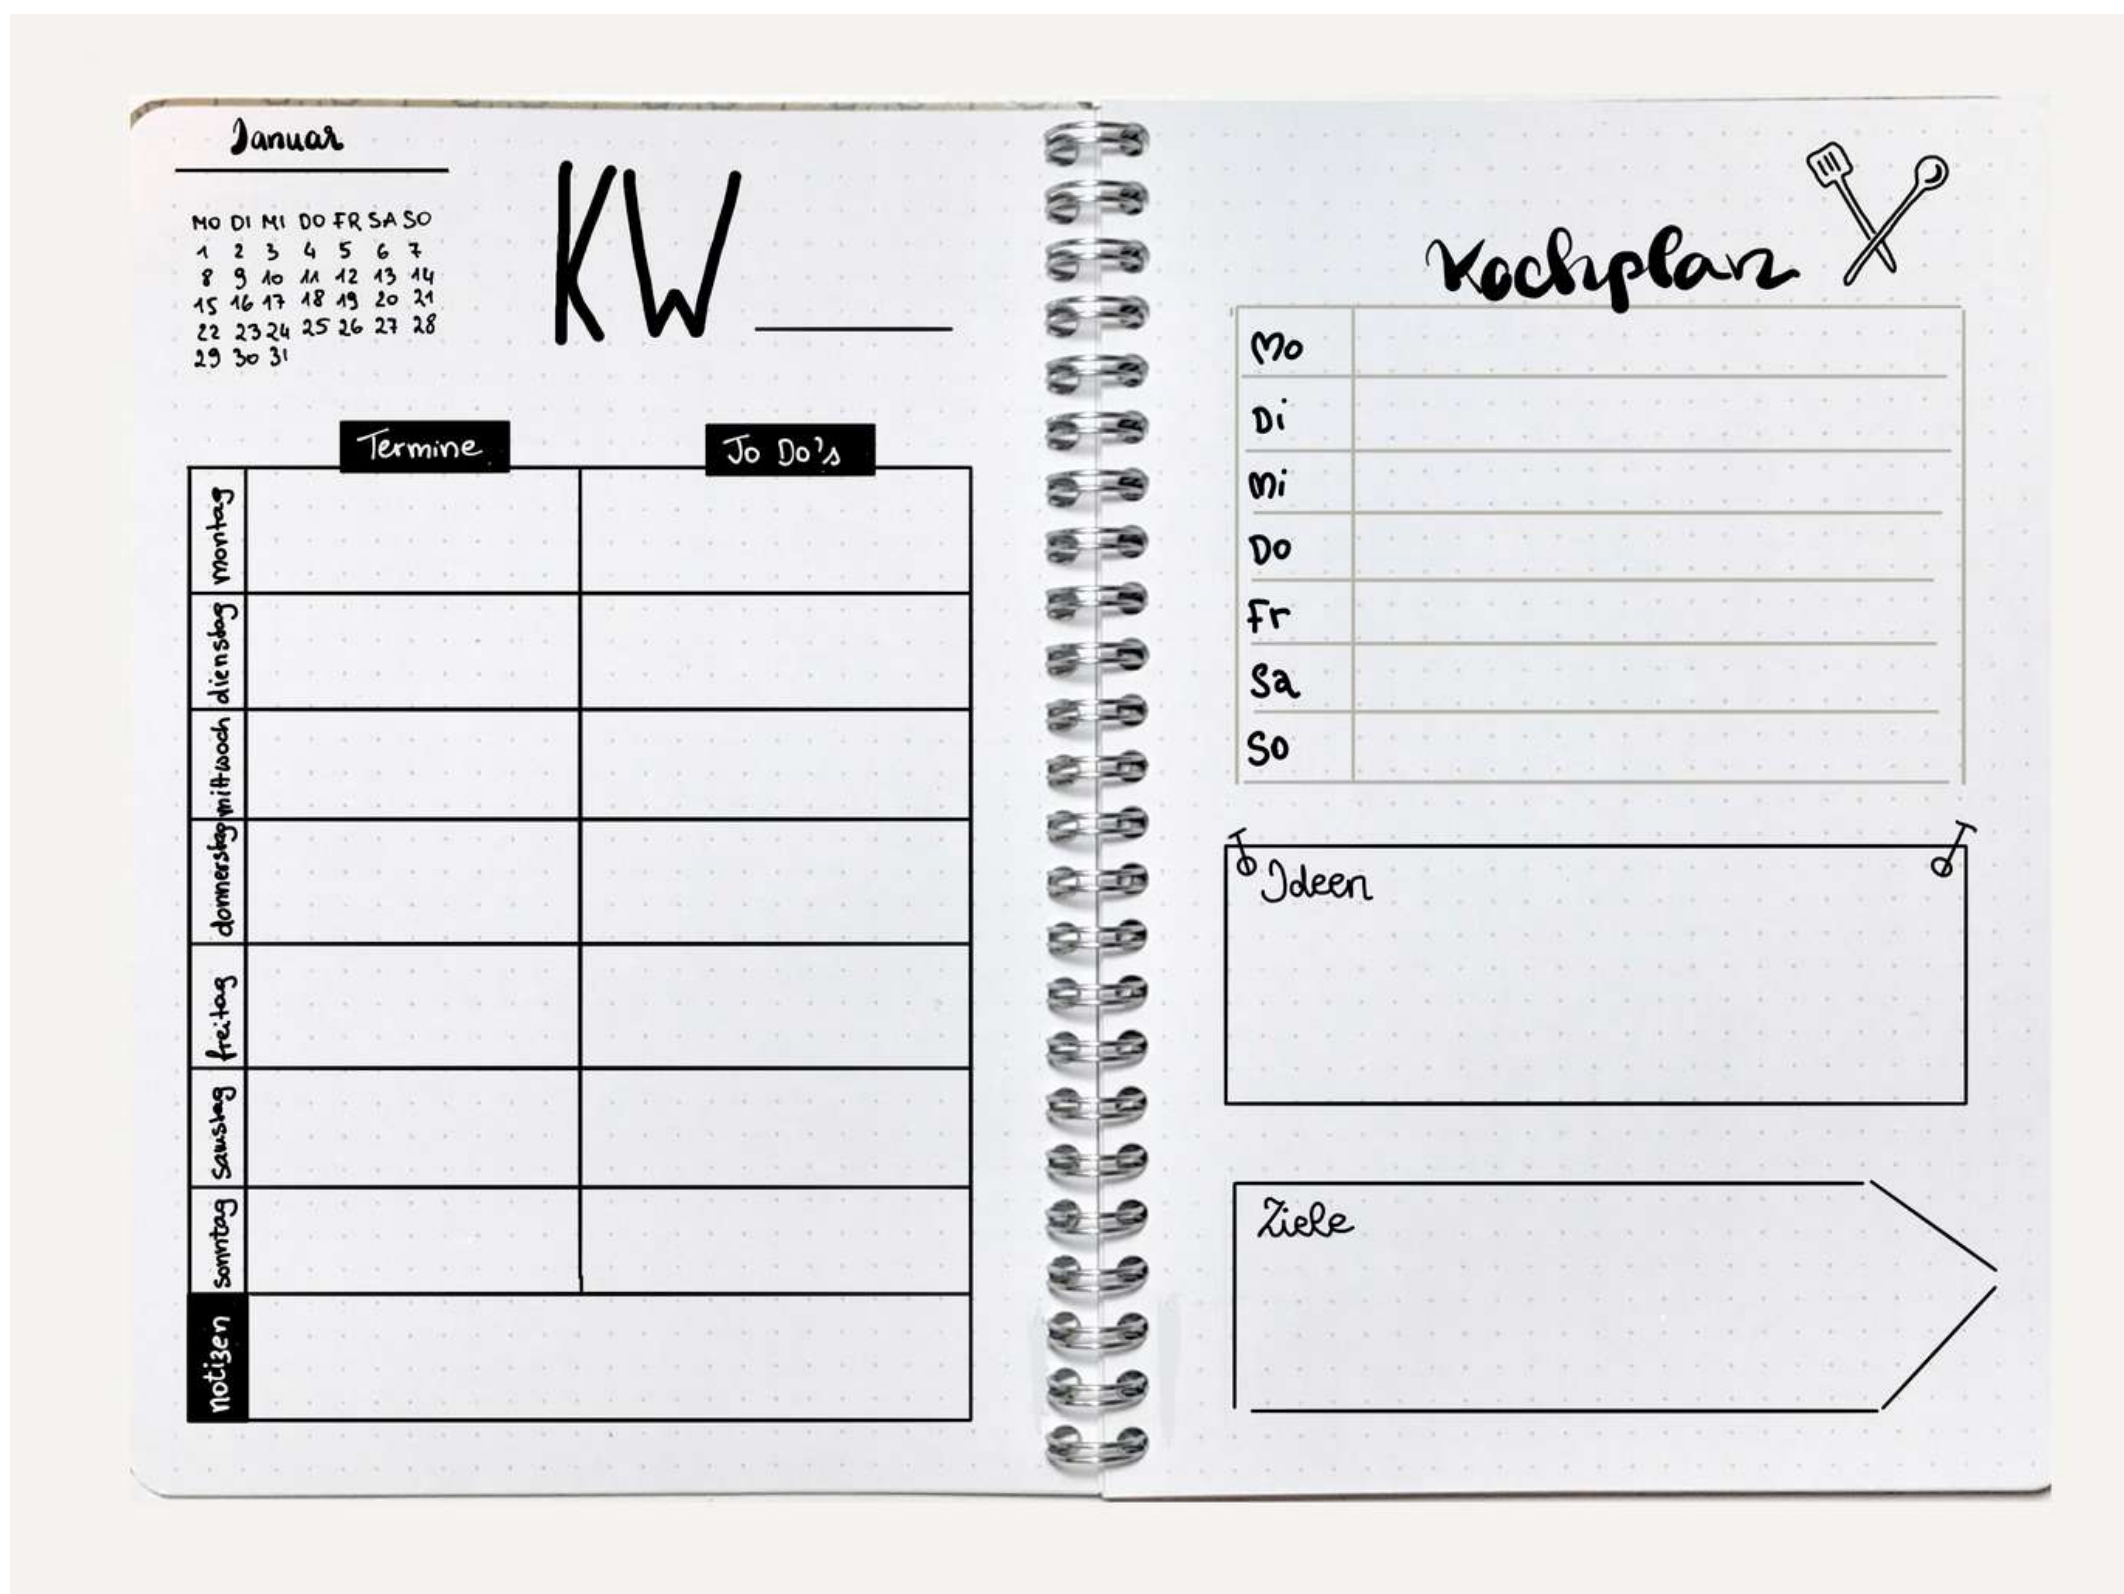 Januar
MO DI MI DO FR SA SO
1 2 3 4 5 6 7
8 9 10 11 12 13 14
15 16 17 18 19 20 21
22 23 24 25 26 27 28
29 30 31
KW
Termine
To Do's
montag
dienstag
mittwoch
donnerstag
freitag
samstag
sonntag
notizen
Kochplan
Mo
Di
Mi
Do
Fr
Sa
So
Ideen
Ziele